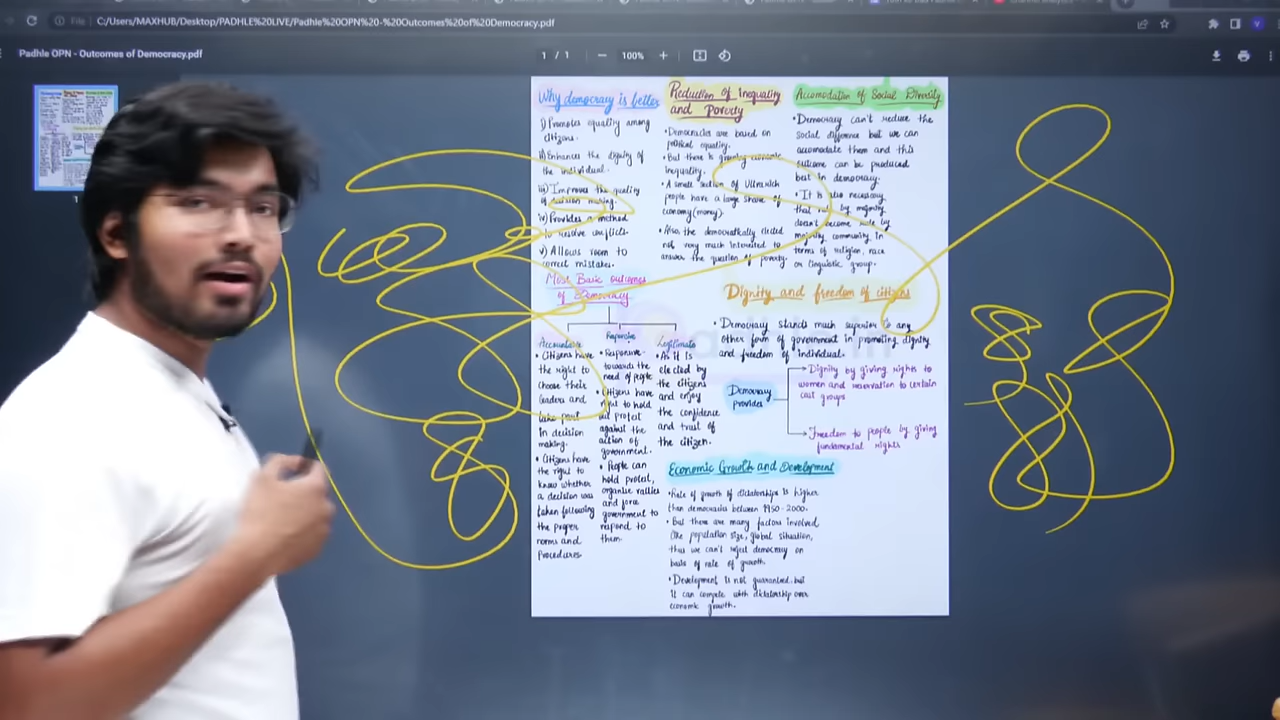 C:/Users/MAXHUB/Desktop/PADHLE%20LIVE/Padhle%20OPN%20-%20Outcomes%20of%20Democracy.pdf
Padhle OPN - Outcomes of Democracy.pdf
1 / 1
100%
1
Why democracy is better
i) Promotes equality among
citizens.
ii) Enhances the dignity of
the individual.
iii) Improves the quality
of decision making.
iv) Provides a method
to resolve conflicts.
v) Allows room to
correct mistakes.
Most Basic outcomes
of Democracy
Accountable
• Citizens have
the right to
choose their
leaders and
take part
in decision
making.
• Citizens have
the right to
know whether
a decision was
taken following
the proper
norms and
procedures
Responsive
• Responsive
towards the
need of people
• Citizens have
right to hold
out protest
against the
action of
government.
• People can
hold protest,
organise rallies
and force
government to
respond to
them.
Legitimate
• As it is
elected by
the citizens
and enjoy
the confidence
and trust of
the citizen.
Reduction of Inequality
and Poverty
• Democracies are based on
political equality.
• But there is growing economic
inequality.
• A small section of Ultra rich
people have a large share of
economy (money).
• Also, the democratically elected
not very much interested to
answer the question of poverty.
Accomodation of Social Diversity
• Democracy can't reduce the
social difference but we can
accomodate them and this
outcome can be produced
best in democracy.
• It is also necessary
that rule by majority
doesn't become rule by
majority community in
terms of religion, race
or linguistic group.
Dignity and freedom of citizens
• Democracy stands much superior to any
other form of government in promoting dignity
and freedom of individual.
Democracy
provides
Dignity by giving rights to
women and reservation to certain
cast groups
Freedom to people by giving
fundamental rights
Economic Growth and Development
• Rate of growth of dictatorships is higher
than democracies between 1950-2000.
• But there are many factors involved
like population size, global situation,
thus we can't reject democracy on
basis of rate of growth.
• Development is not guaranteed but
it can compete with dictatorship over
economic growth.